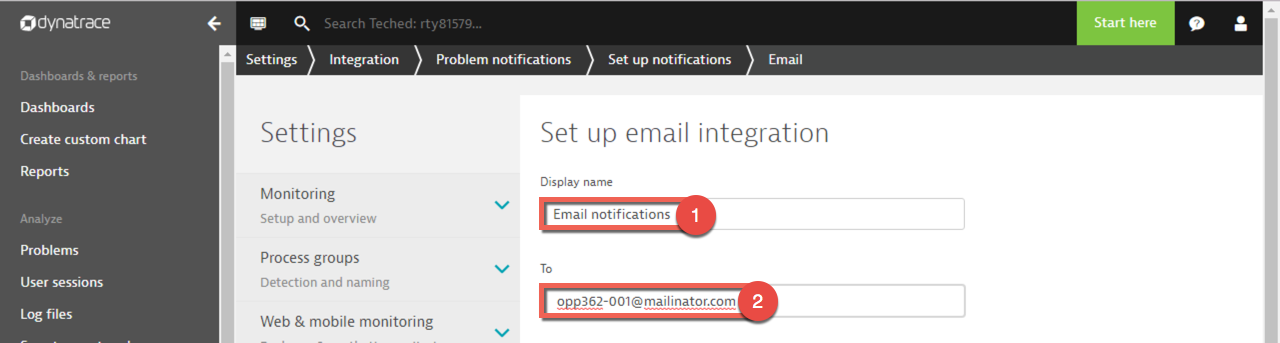 dynatrace
Search Teched: rty81579...
Start here
Settings Integration Problem notifications Set up notifications Email
Dashboards & reports
Dashboards
Create custom chart
Reports
Analyze
Problems
User sessions
Log files
Settings
Monitoring
Setup and overview
Process groups
Detection and naming
Web & mobile monitoring
Set up email integration
Display name
Email notifications 1
To
opp362-001@mailinator.com 2